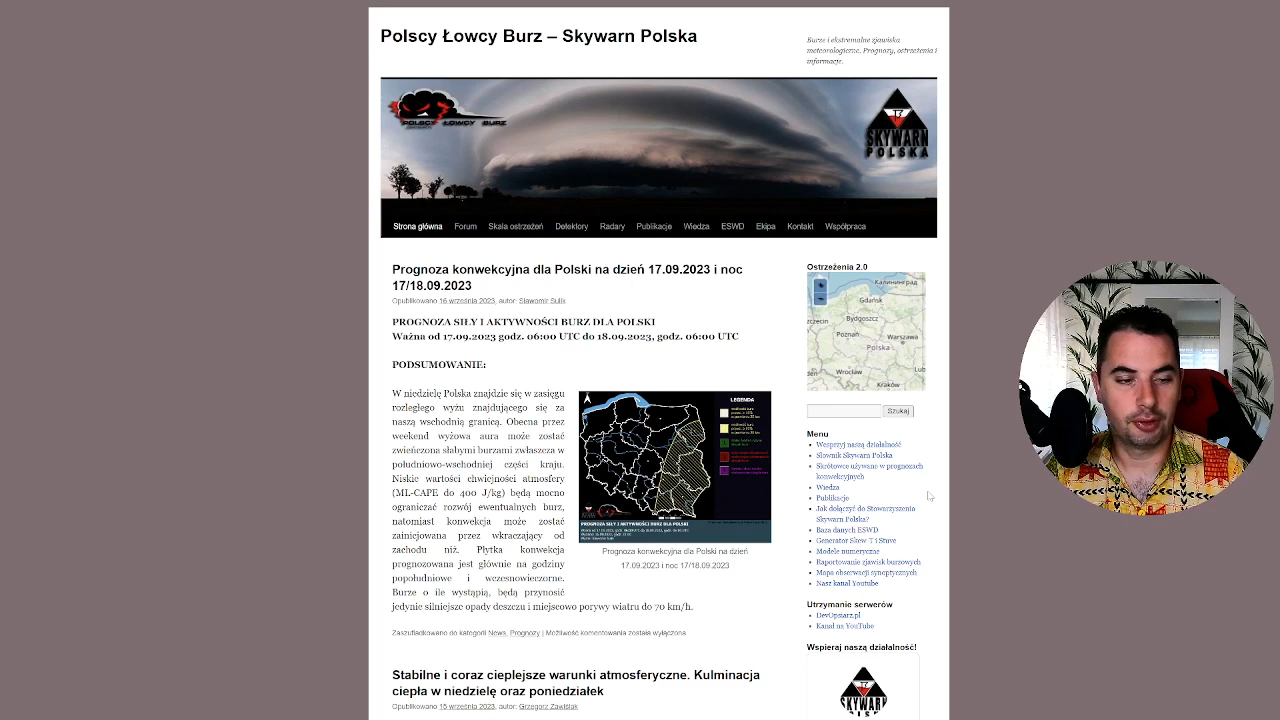 Polscy Łowcy Burz – Skywarn Polska
Burze i ekstremalne zjawiska
meteorologiczne. Prognozy, ostrzeżenia i
informacje.
POLSCY ŁOWCY BURZ
SKYWARN
POLSKA
Strona główna Forum Skala ostrzeżeń Detektory Radary Publikacje Wiedza ESWD Ekipa Kontakt Współpraca
Prognoza konwekcyjna dla Polski na dzień 17.09.2023 i noc
17/18.09.2023
Opublikowano 16 września 2023, autor: Sławomir Sulik
PROGNOZA SIŁY I AKTYWNOŚCI BURZ DLA POLSKI
Ważna od 17.09.2023 godz. 06:00 UTC do 18.09.2023, godz. 06:00 UTC
PODSUMOWANIE:
W niedzielę Polska znajdzie się w zasięgu
rozległego wyżu znajdującego się za
naszą wschodnią granicą. Obecna przez
weekend wyżowa aura może zostać
zwieńczona słabymi burzami zwłaszcza w
południowo-wschodniej części kraju.
Niskie wartości chwiejności atmosfery
(ML-CAPE do 400 J/kg) będą mocno
ograniczać rozwój ewentualnych burz,
natomiast konwekcja może zostać
zainicjowana przez wkraczający od
zachodu niż. Płytka konwekcja
prognozowana jest głównie na godziny
popołudniowe i wczesnowieczorne.
Burze o ile wystąpią, będą przynosić
jedynie silniejsze opady deszczu i miejscowo porywy wiatru do 70 km/h.
LEGENDA
PROGNOZA SIŁY I AKTYWNOŚCI BURZ DLA POLSKI
Prognoza konwekcyjna dla Polski na dzień
17.09.2023 i noc 17/18.09.2023
Zaszufladkowano do kategorii News, Prognozy | Możliwość komentowania została wyłączona
Stabilne i coraz cieplejsze warunki atmosferyczne. Kulminacja
ciepła w niedzielę oraz poniedziałek
Opublikowano 15 września 2023, autor: Grzegorz Zawiślak
Ostrzeżenia 2.0
Калининград
Gdańsk
zczecin
Bydgoszcz
Poznań
Warszawa
Polska
Wrocław
Lub
Kraków
Szukaj
Menu
Wesprzyj naszą działalność
Słownik Skywarn Polska
Skrótowce używane w prognozach
konwekcyjnych
Wiedza
Publikacje
Jak dołączyć do Stowarzyszenia
Skywarn Polska?
Baza danych ESWD
Generator Skew-T i Stuve
Modele numeryczne
Raportowanie zjawisk burzowych
Mapa obserwacji synoptycznych
Nasz kanał Youtube
Utrzymanie serwerów
DevOpsiarz.pl
Kanał na YouTube
Wspieraj naszą działalność!
SKYWARN